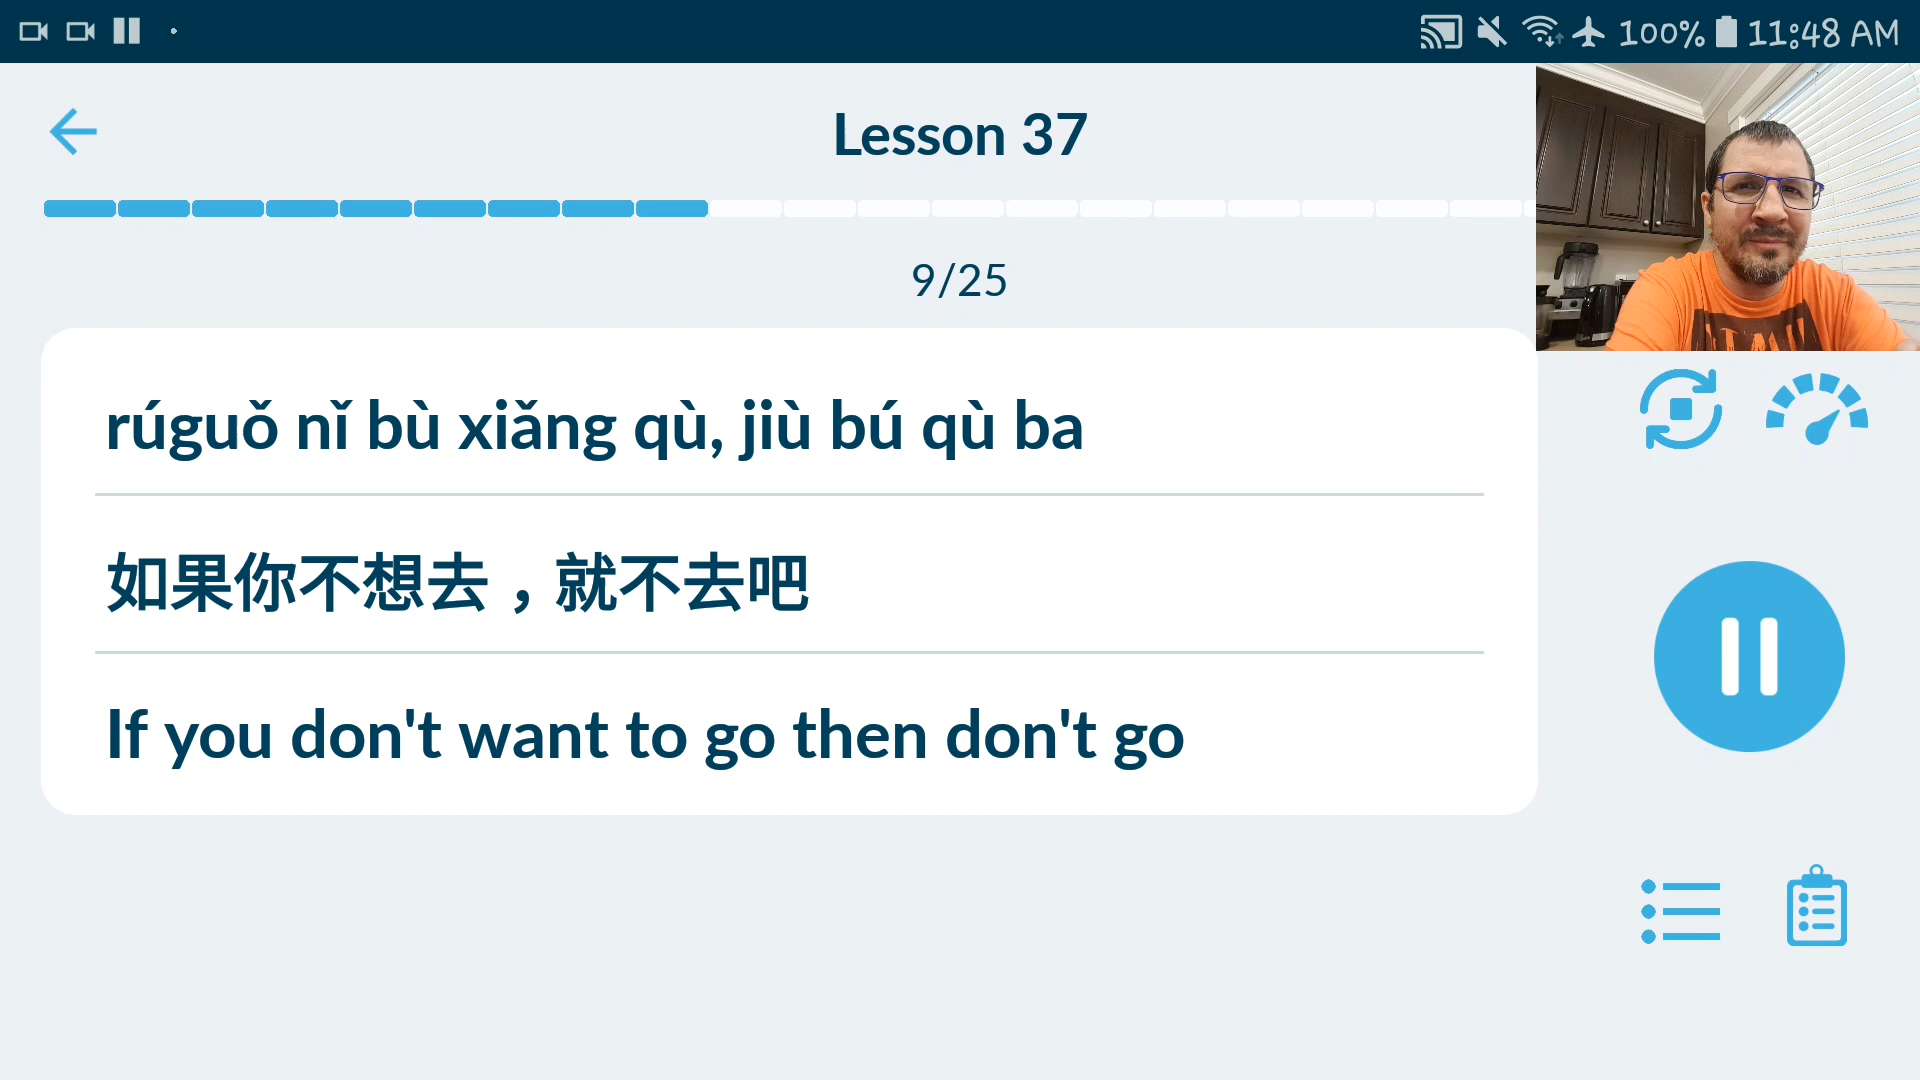 100% 11:48 AM
Lesson 37
9/25
rúguǒ nǐ bù xiǎng qù, jiù bú qù ba
如果你不想去，就不去吧
If you don't want to go then don't go